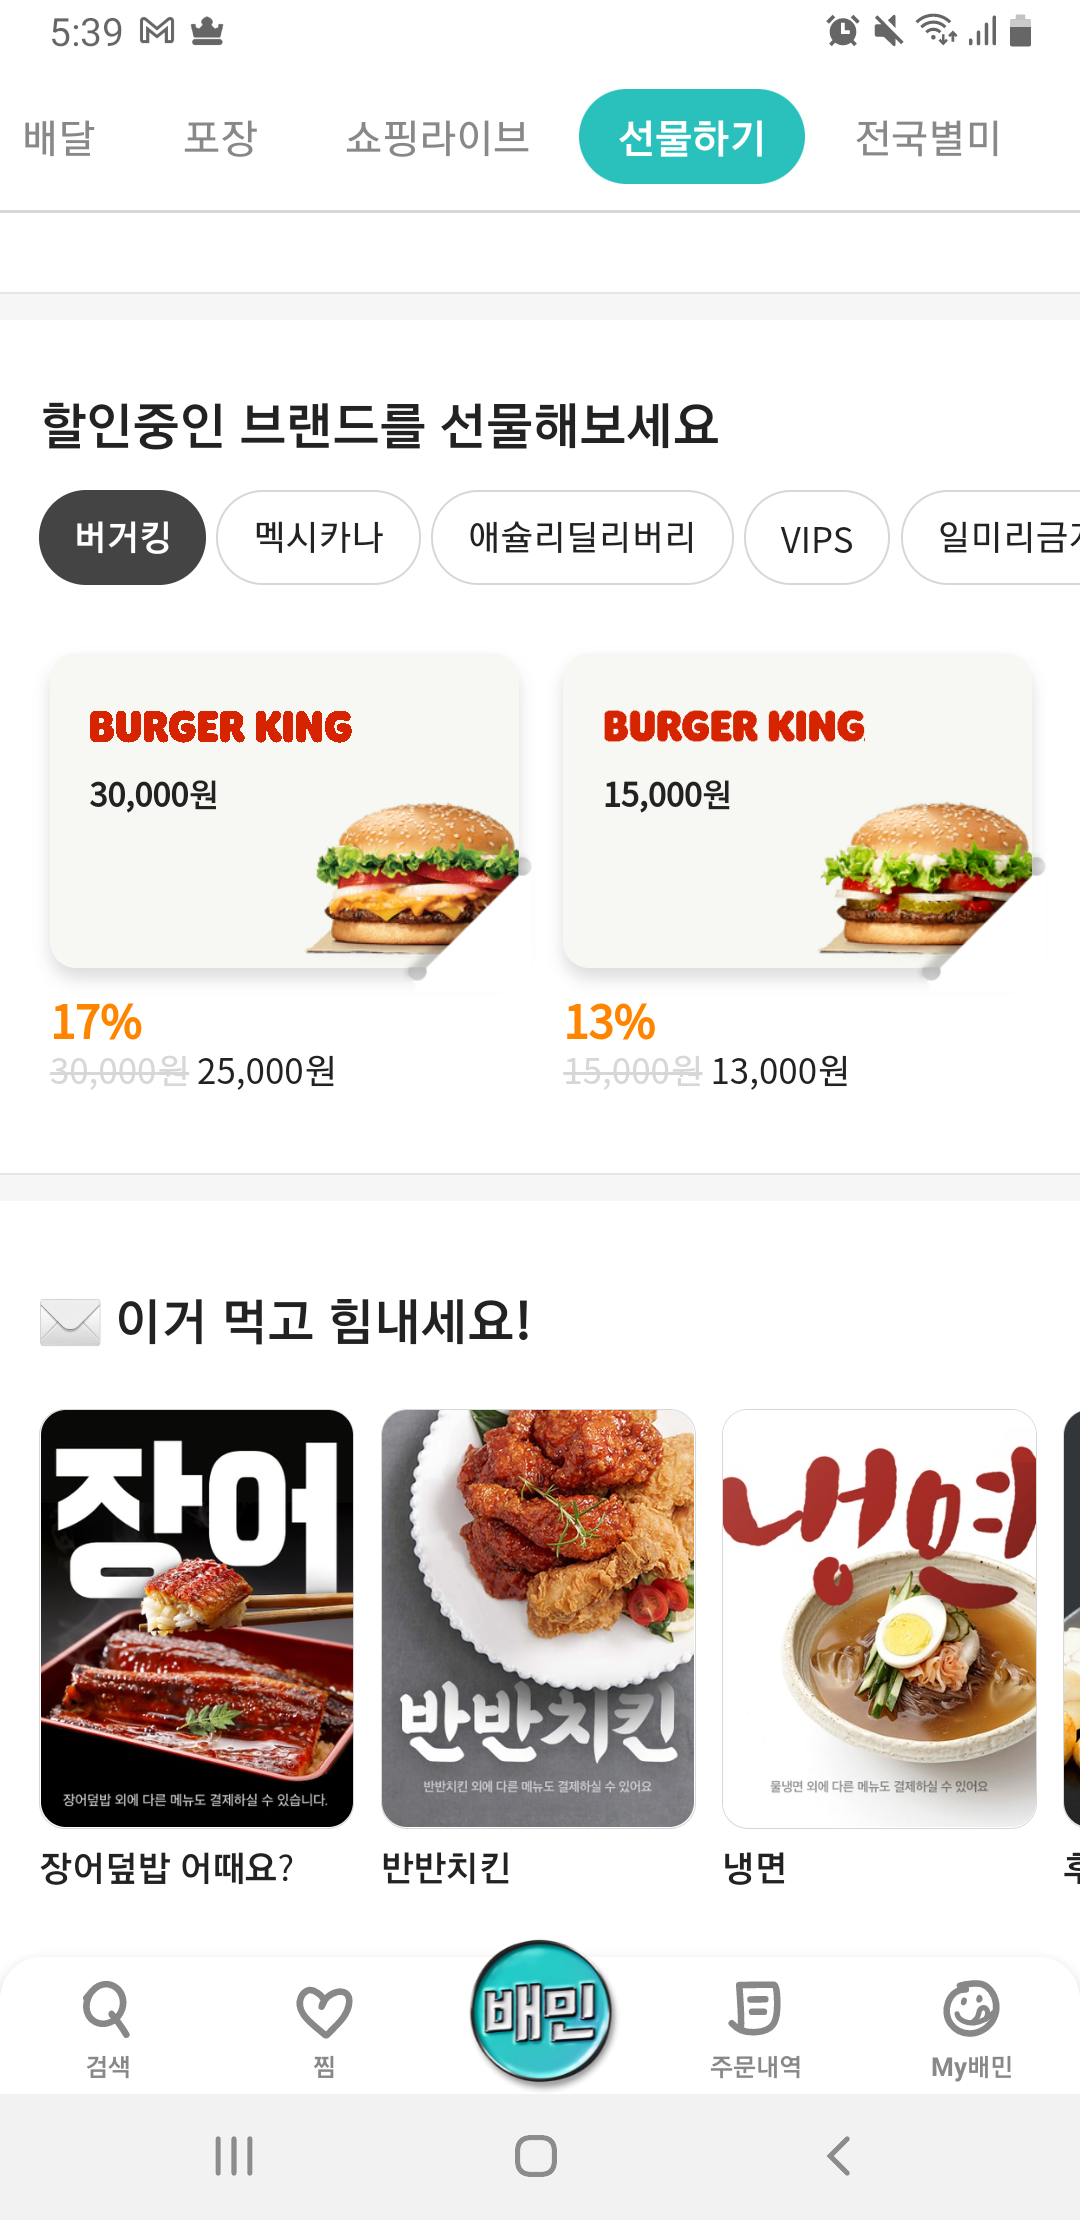 5:39
배달 포장 쇼핑라이브 선물하기 전국별미
할인중인 브랜드를 선물해보세요
버거킹 멕시카나 애슐리딜리버리 VIPS 일미리금
BURGER KING BURGER KING
30,000원 15,000원
17% 13%
30,000원 25,000원 15,000원 13,000원
이거 먹고 힘내세요!
장어 반반치킨 냉면
장어덮밥 외에 다른 메뉴도 결제하실 수 있습니다.
반반치킨 외에 다른 메뉴도 결제하실 수 있어요
물냉면 외에 다른 메뉴도 결제하실 수 있어요
장어덮밥 어때요? 반반치킨 냉면
배민
검색 찜 주문내역 My배민